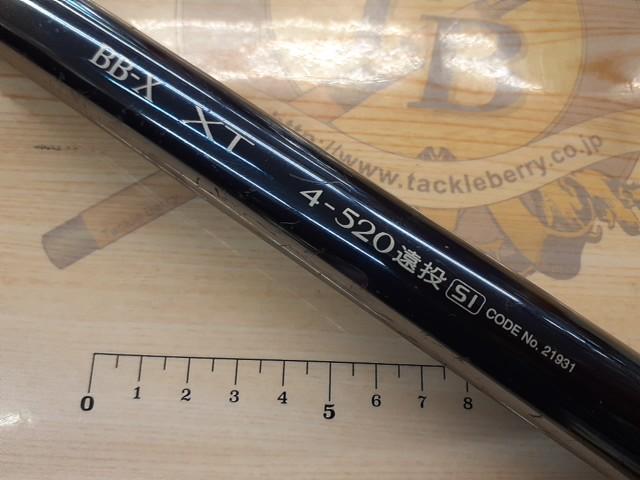 BB-X XT 4-520遠投 SI CODE No. 21931
B
http://www.tackleberry.co.jp
0 1 2 3 4 5 6 7 8